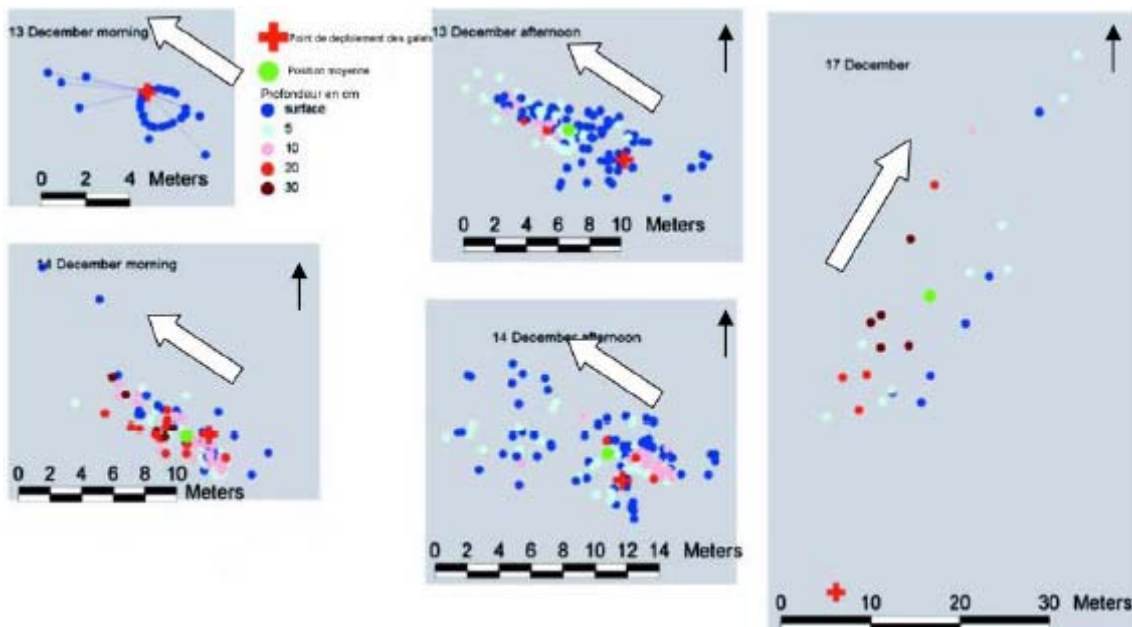 13 December morning
0 2 4 Meters
Point de deploiement des galets
Position moyenne
Profondeur en cm
surface
5
10
20
30
13 December afternoon
0 2 4 6 8 10 Meters
17 December
0 10 20 30 Meters
14 December morning
0 2 4 6 8 10 Meters
14 December afternoon
0 2 4 6 8 10 12 14 Meters